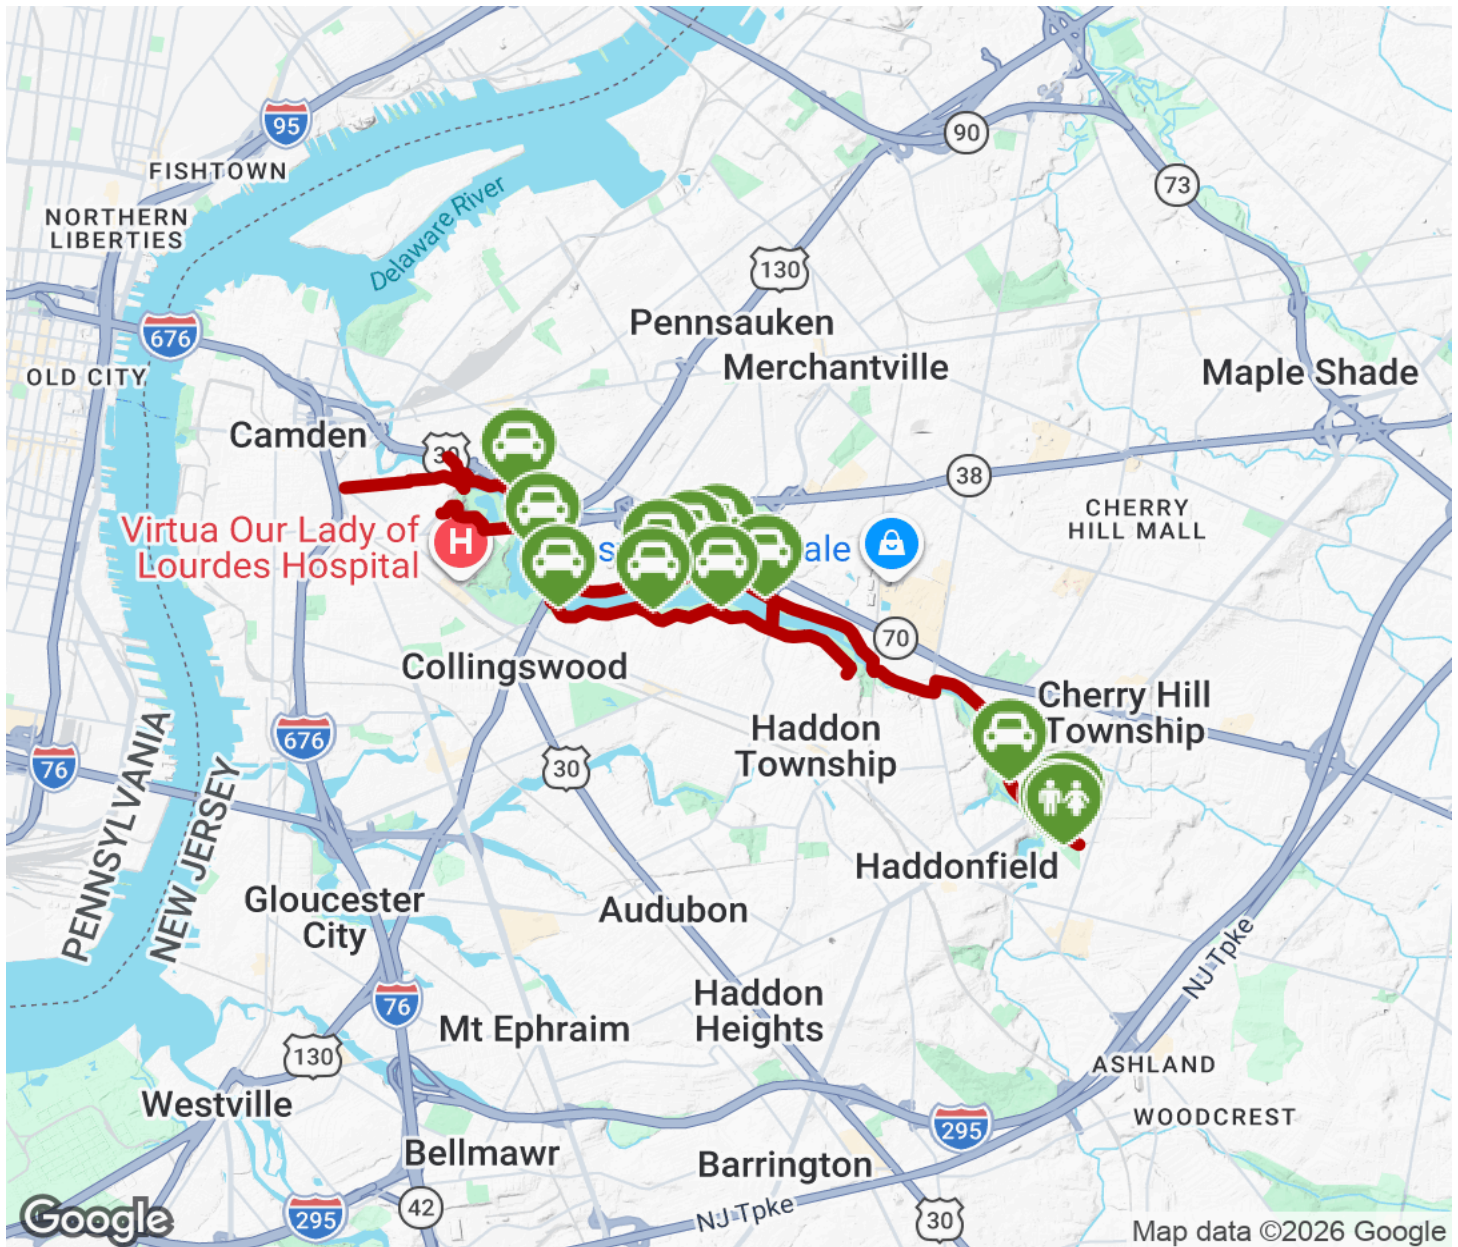 95
90
FISHTOWN
73
NORTHERN
LIBERTIES
Delaware River
130
Pennsauken
676
Merchantville
OLD CITY
Maple Shade
Camden
38
CHERRY
HILL MALL
Virtua Our Lady of
Lourdes Hospital
H
s
ale
70
Collingswood
Cherry Hill
Township
Haddon
Township
676
30
76
PENNSYLVANIA
NEW JERSEY
Haddonfield
Gloucester
City
Audubon
NJ Tpke
76
Haddon
Heights
Mt Ephraim
130
ASHLAND
Westville
WOODCREST
295
Bellmawr
Barrington
42
NJ Tpke
295
30
Google
Map data ©2026 Google